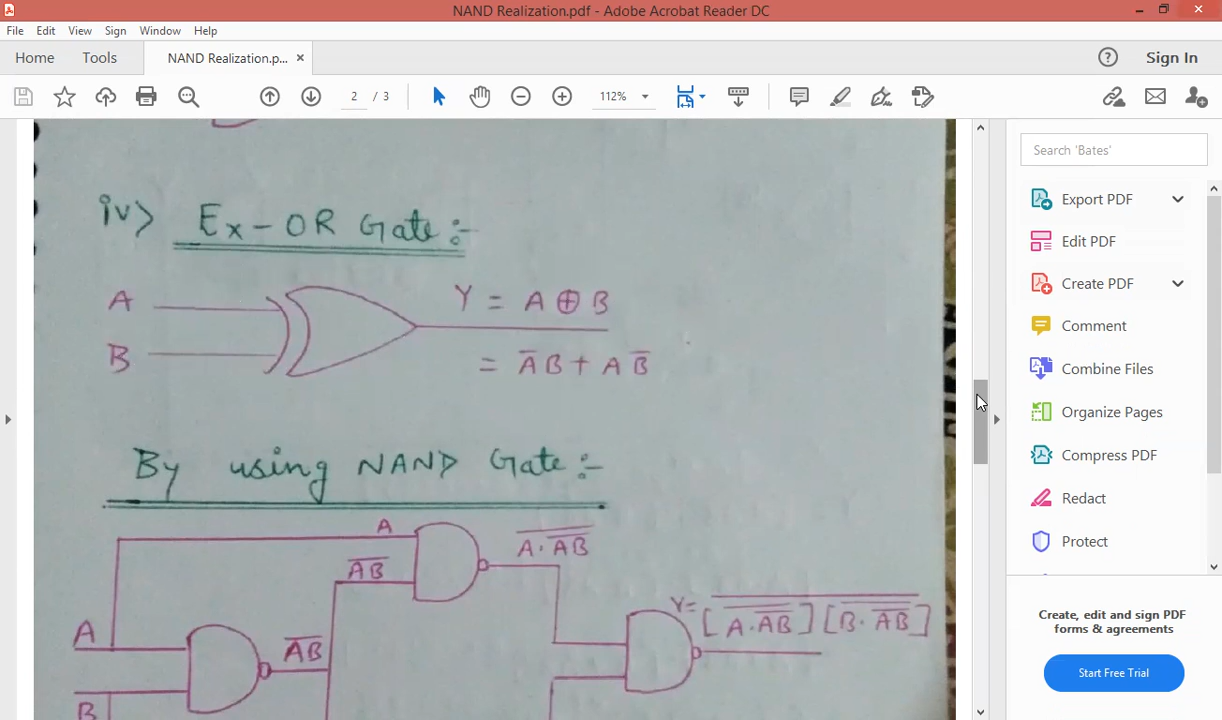 NAND Realization.pdf - Adobe Acrobat Reader DC
File Edit View Sign Window Help
Home Tools NAND Realization.p... × Sign In
2 / 3 112%
Search 'Bates'
Export PDF
Edit PDF
Create PDF
Comment
Combine Files
Organize Pages
Compress PDF
Redact
Protect
Create, edit and sign PDF
forms & agreements
Start Free Trial
iv> Ex-OR Gate:-
A
B
Y = A ⊕ B
= A̅B + AB̅
By using NAND Gate:-
A
A̅B̅
A̅.̅A̅B̅
A
B
A̅B̅
Y= [A̅.̅A̅B̅][B̅.̅A̅B̅]